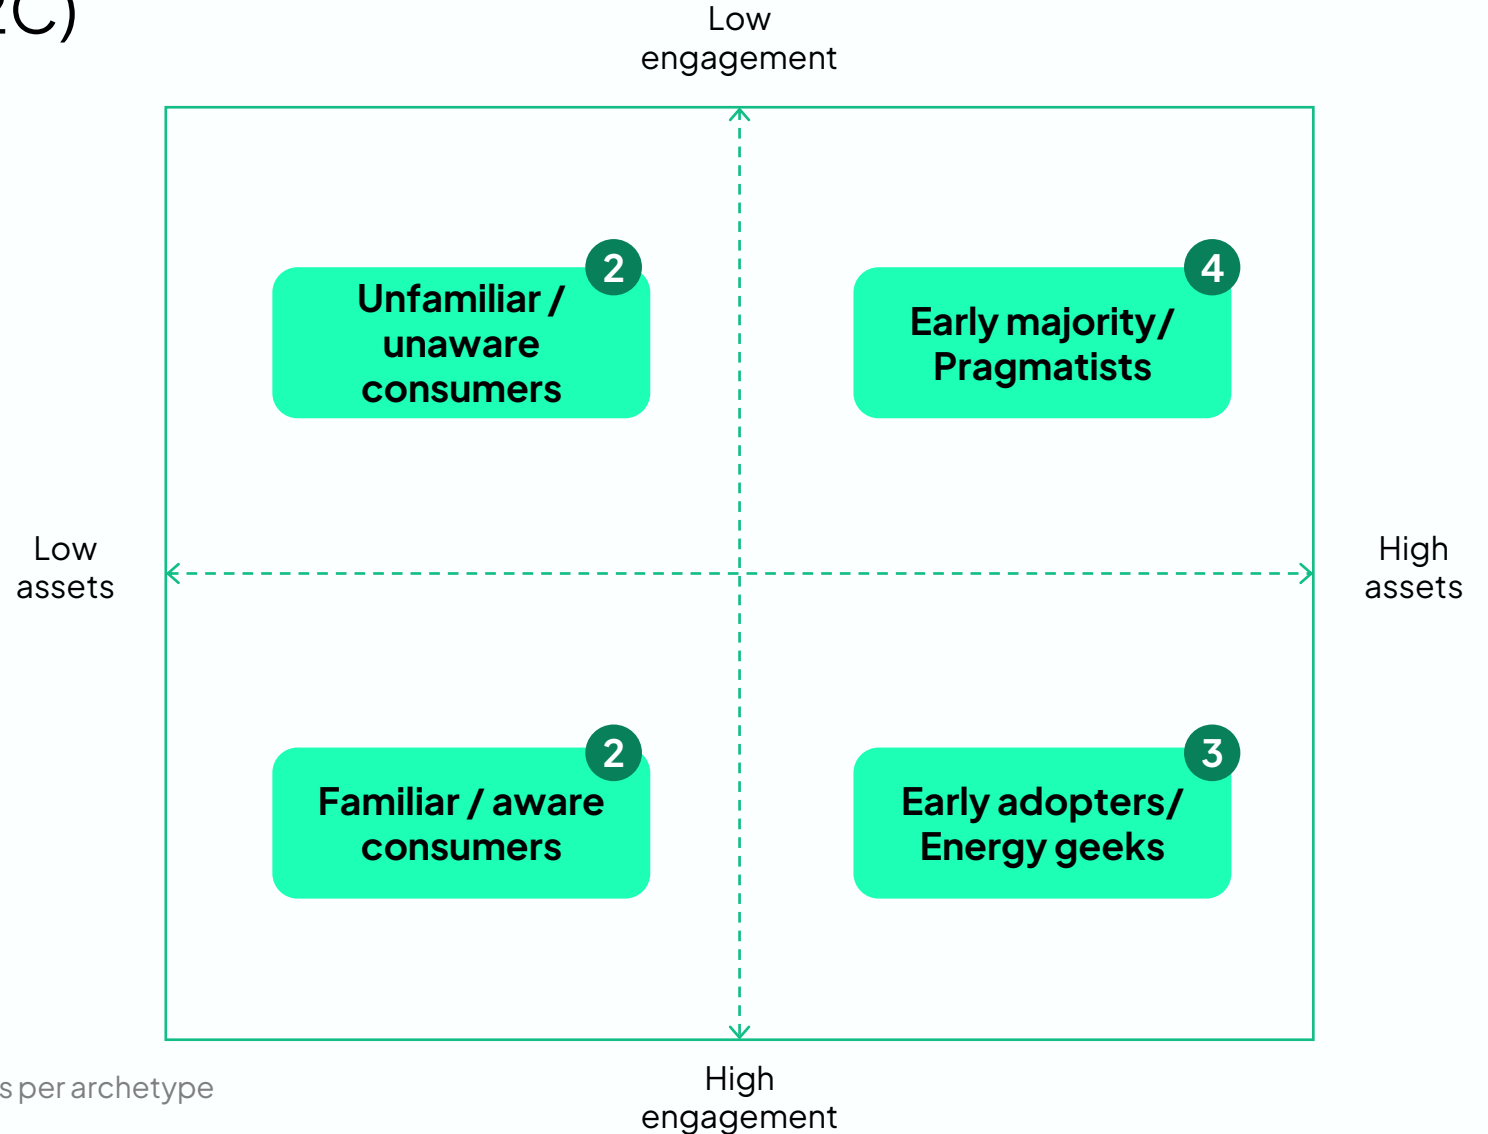 2C)
Low
engagement
2
Unfamiliar /
unaware
consumers
4
Early majority/
Pragmatists
Low
assets
High
assets
2
Familiar / aware
consumers
3
Early adopters/
Energy geeks
s per archetype
High
engagement